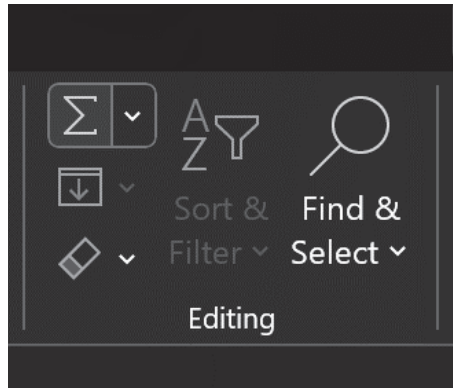 Σ
A
Z
Sort &
Filter
Find &
Select
Editing